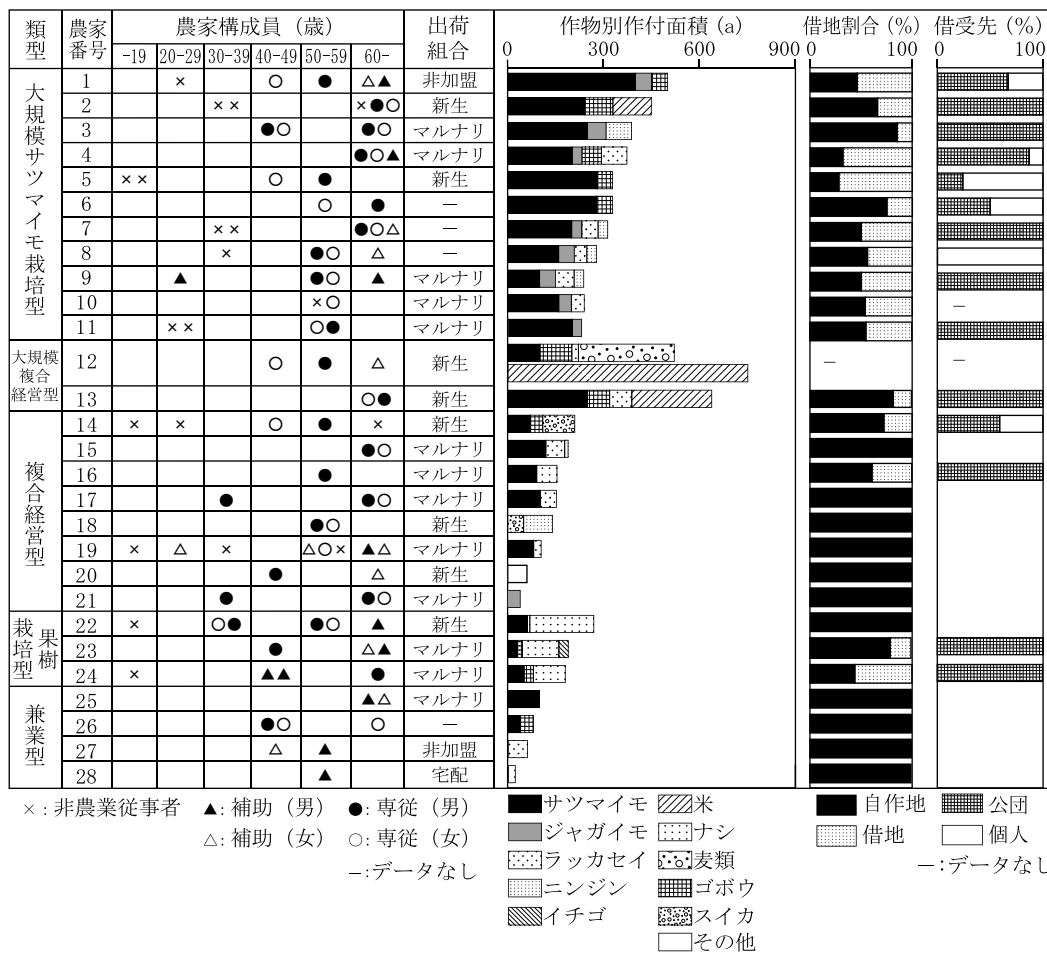 類型 農家番号 農家構成員（歳） 出荷組合 作物別作付面積 (a) 借地割合 (%) 借受先 (%)
-19 20-29 30-39 40-49 50-59 60- 0 300 600 900 0 100 0 100
大規模サツマイモ栽培型
1 × ○ ● △▲ 非加盟
2 ×× ×●○ 新生
3 ●○ ●○ マルナリ
4 ●○▲ マルナリ
5 ×× ○ ● 新生
6 ○ ● －
7 ×× ●○△ －
8 × ●○ △ －
9 ▲ ●○ ▲ マルナリ
10 ×○ マルナリ －
11 ×× ○● マルナリ
大規模複合経営型
12 ○ ● △ 新生 － －
13 ○● 新生
複合経営型
14 × × ○ ● × 新生
15 ●○ マルナリ
16 ● マルナリ
17 ● ●○ マルナリ
18 ●○ 新生
19 × △ × △○× ▲△ マルナリ
20 ● △ 新生
21 ● ●○ マルナリ
果樹栽培型
22 × ○● ●○ ▲ 新生
23 ● △▲ マルナリ
24 × ▲▲ ● マルナリ
兼業型
25 ▲△ マルナリ
26 ●○ ○ －
27 △ ▲ 非加盟
28 ▲ 宅配
×：非農業従事者 ▲：補助（男） ●：専従（男）
△：補助（女） ○：専従（女）
－：データなし
サツマイモ 米
ジャガイモ ナシ
ラッカセイ 麦類
ニンジン ゴボウ
イチゴ スイカ
その他
自作地 公団
借地 個人
－：データなし